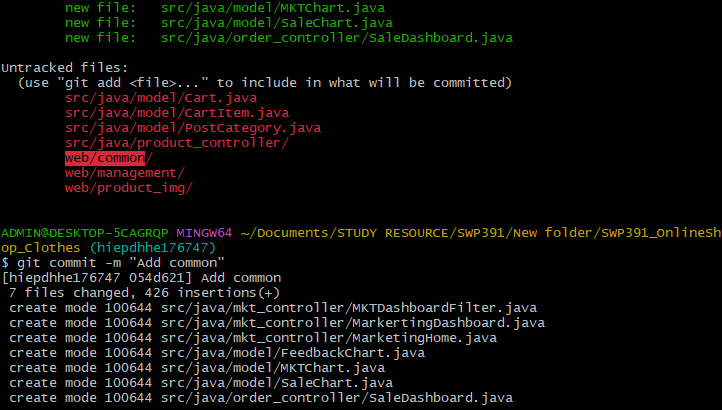 new file:   src/java/model/MKTChart.java
new file:   src/java/model/SaleChart.java
new file:   src/java/order_controller/SaleDashboard.java
Untracked files:
(use "git add <file>..." to include in what will be committed)
src/java/model/Cart.java
src/java/model/CartItem.java
src/java/model/PostCategory.java
src/java/product_controller/
web/common/
web/management/
web/product_img/
ADMIN@DESKTOP-5CAGRQP MINGW64 ~/Documents/STUDY RESOURCE/SWP391/New folder/SWP391_OnlineSh
op_Clothes (hiepdhhe176747)
$ git commit -m "Add common"
[hiepdhhe176747 054d621] Add common
7 files changed, 426 insertions(+)
create mode 100644 src/java/mkt_controller/MKTDashboardFilter.java
create mode 100644 src/java/mkt_controller/MarkertingDashboard.java
create mode 100644 src/java/mkt_controller/MarketingHome.java
create mode 100644 src/java/model/FeedbackChart.java
create mode 100644 src/java/model/MKTChart.java
create mode 100644 src/java/model/SaleChart.java
create mode 100644 src/java/order_controller/SaleDashboard.java